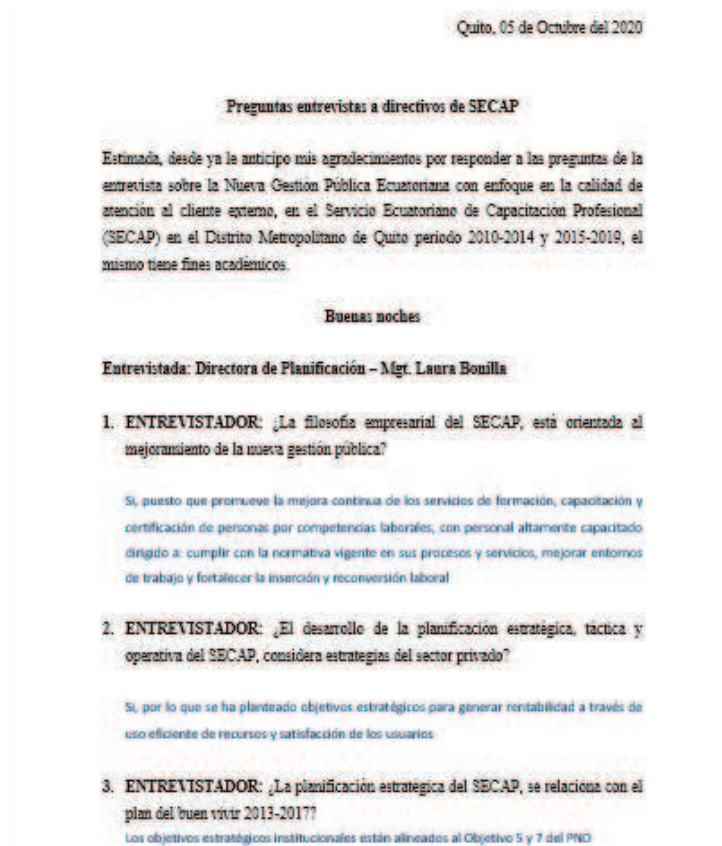 Quito, 05 de Octubre del 2020
Preguntas entrevistas a directivos de SECAP
Estimada, desde ya le anticipo mis agradecimientos por responder a las preguntas de la
entrevista sobre la Nueva Gestión Pública Ecuatoriana con enfoque en la calidad de
atención al cliente externo, en el Servicio Ecuatoriano de Capacitación Profesional
(SECAP) en el Distrito Metropolitano de Quito periodo 2010-2014 y 2015-2019, el
mismo tiene fines académicos.
Buenas noches
Entrevistada: Directora de Planificación – Mgt. Laura Bonilla
1. ENTREVISTADOR: ¿La filosofía empresarial del SECAP, está orientada al
mejoramiento de la nueva gestión pública?
Si, puesto que promueve la mejora continua de los servicios de formación, capacitación y
certificación de personas por competencias laborales, con personal altamente capacitado
dirigido a: cumplir con la normativa vigente en sus procesos y servicios, mejorar entornos
de trabajo y fortalecer la inserción y reconversión laboral
2. ENTREVISTADOR: ¿El desarrollo de la planificación estratégica, táctica y
operativa del SECAP, considera estrategias del sector privado?
Si, por lo que se ha planteado objetivos estratégicos para generar rentabilidad a través de
uso eficiente de recursos y satisfacción de los usuarios
3. ENTREVISTADOR: ¿La planificación estratégica del SECAP, se relaciona con el
plan del buen vivir 2013-2017?
Los objetivos estratégicos institucionales están alineados al Objetivo 5 y 7 del PND